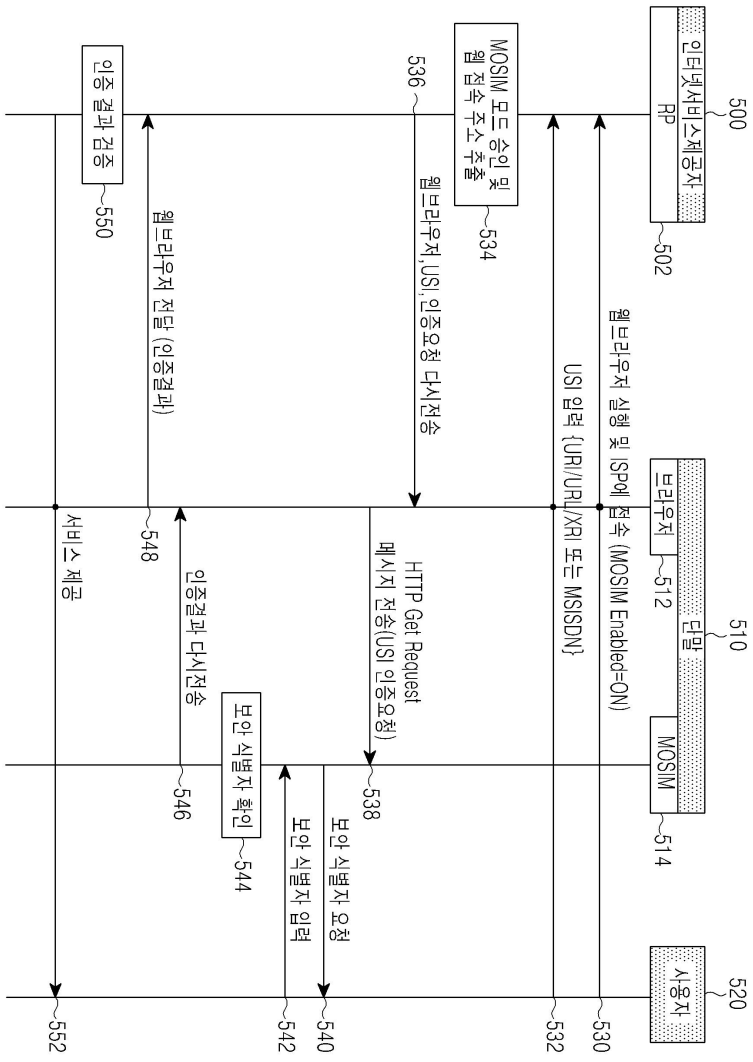 500
인터넷서비스제공자
RP
502
510
단말
브라우저
512
MOSIM
514
520
사용자
웹브라우저 실행 및 ISP에 접속 (MOSIM Enabled=ON)
530
USI 입력 {URI/URL/XRI 또는 MSISDN}
532
MOSIM 모드 승인 및
웹 접속 주소 추출
534
536
웹브라우저,USI,인증요청 다시전송
HTTP Get Request
메시지 전송(USI 인증요청)
538
보안 식별자 요청
540
보안 식별자 입력
542
보안 식별자 확인
544
인증결과 다시전송
546
웹브라우저 전달 (인증결과)
548
인증 결과 검증
550
서비스 제공
552